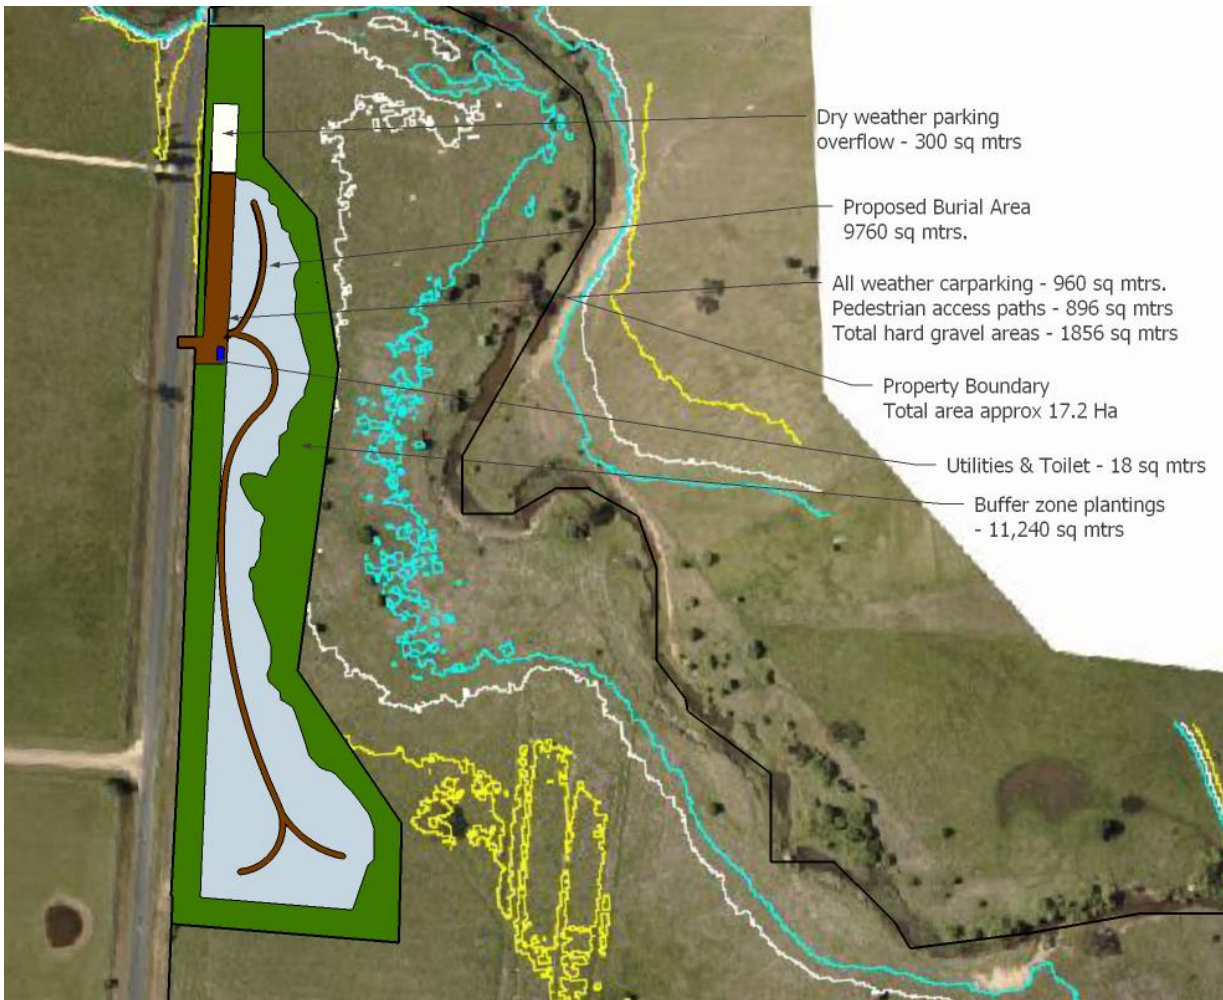 Dry weather parking
overflow - 300 sq mtrs
Proposed Burial Area
9760 sq mtrs.
All weather carparking - 960 sq mtrs.
Pedestrian access paths - 896 sq mtrs
Total hard gravel areas - 1856 sq mtrs
Property Boundary
Total area approx 17.2 Ha
Utilities & Toilet - 18 sq mtrs
Buffer zone plantings
- 11,240 sq mtrs